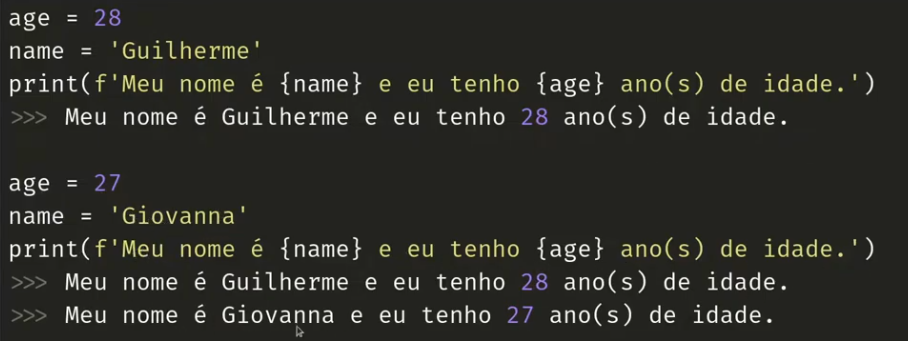 age = 28
name = 'Guilherme'
print(f'Meu nome é {name} e eu tenho {age} ano(s) de idade.')
>>> Meu nome é Guilherme e eu tenho 28 ano(s) de idade.
age = 27
name = 'Giovanna'
print(f'Meu nome é {name} e eu tenho {age} ano(s) de idade.')
>>> Meu nome é Guilherme e eu tenho 28 ano(s) de idade.
>>> Meu nome é Giovanna e eu tenho 27 ano(s) de idade.